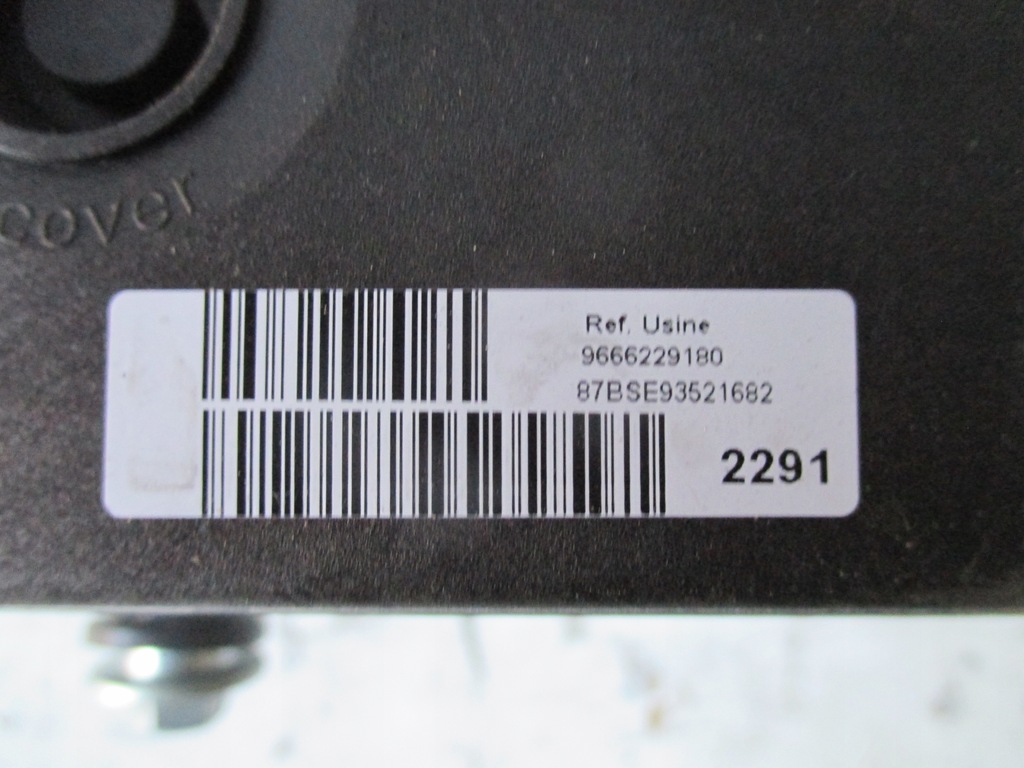 cover
Ref. Usine
9666229180
87BSE93521682
2291